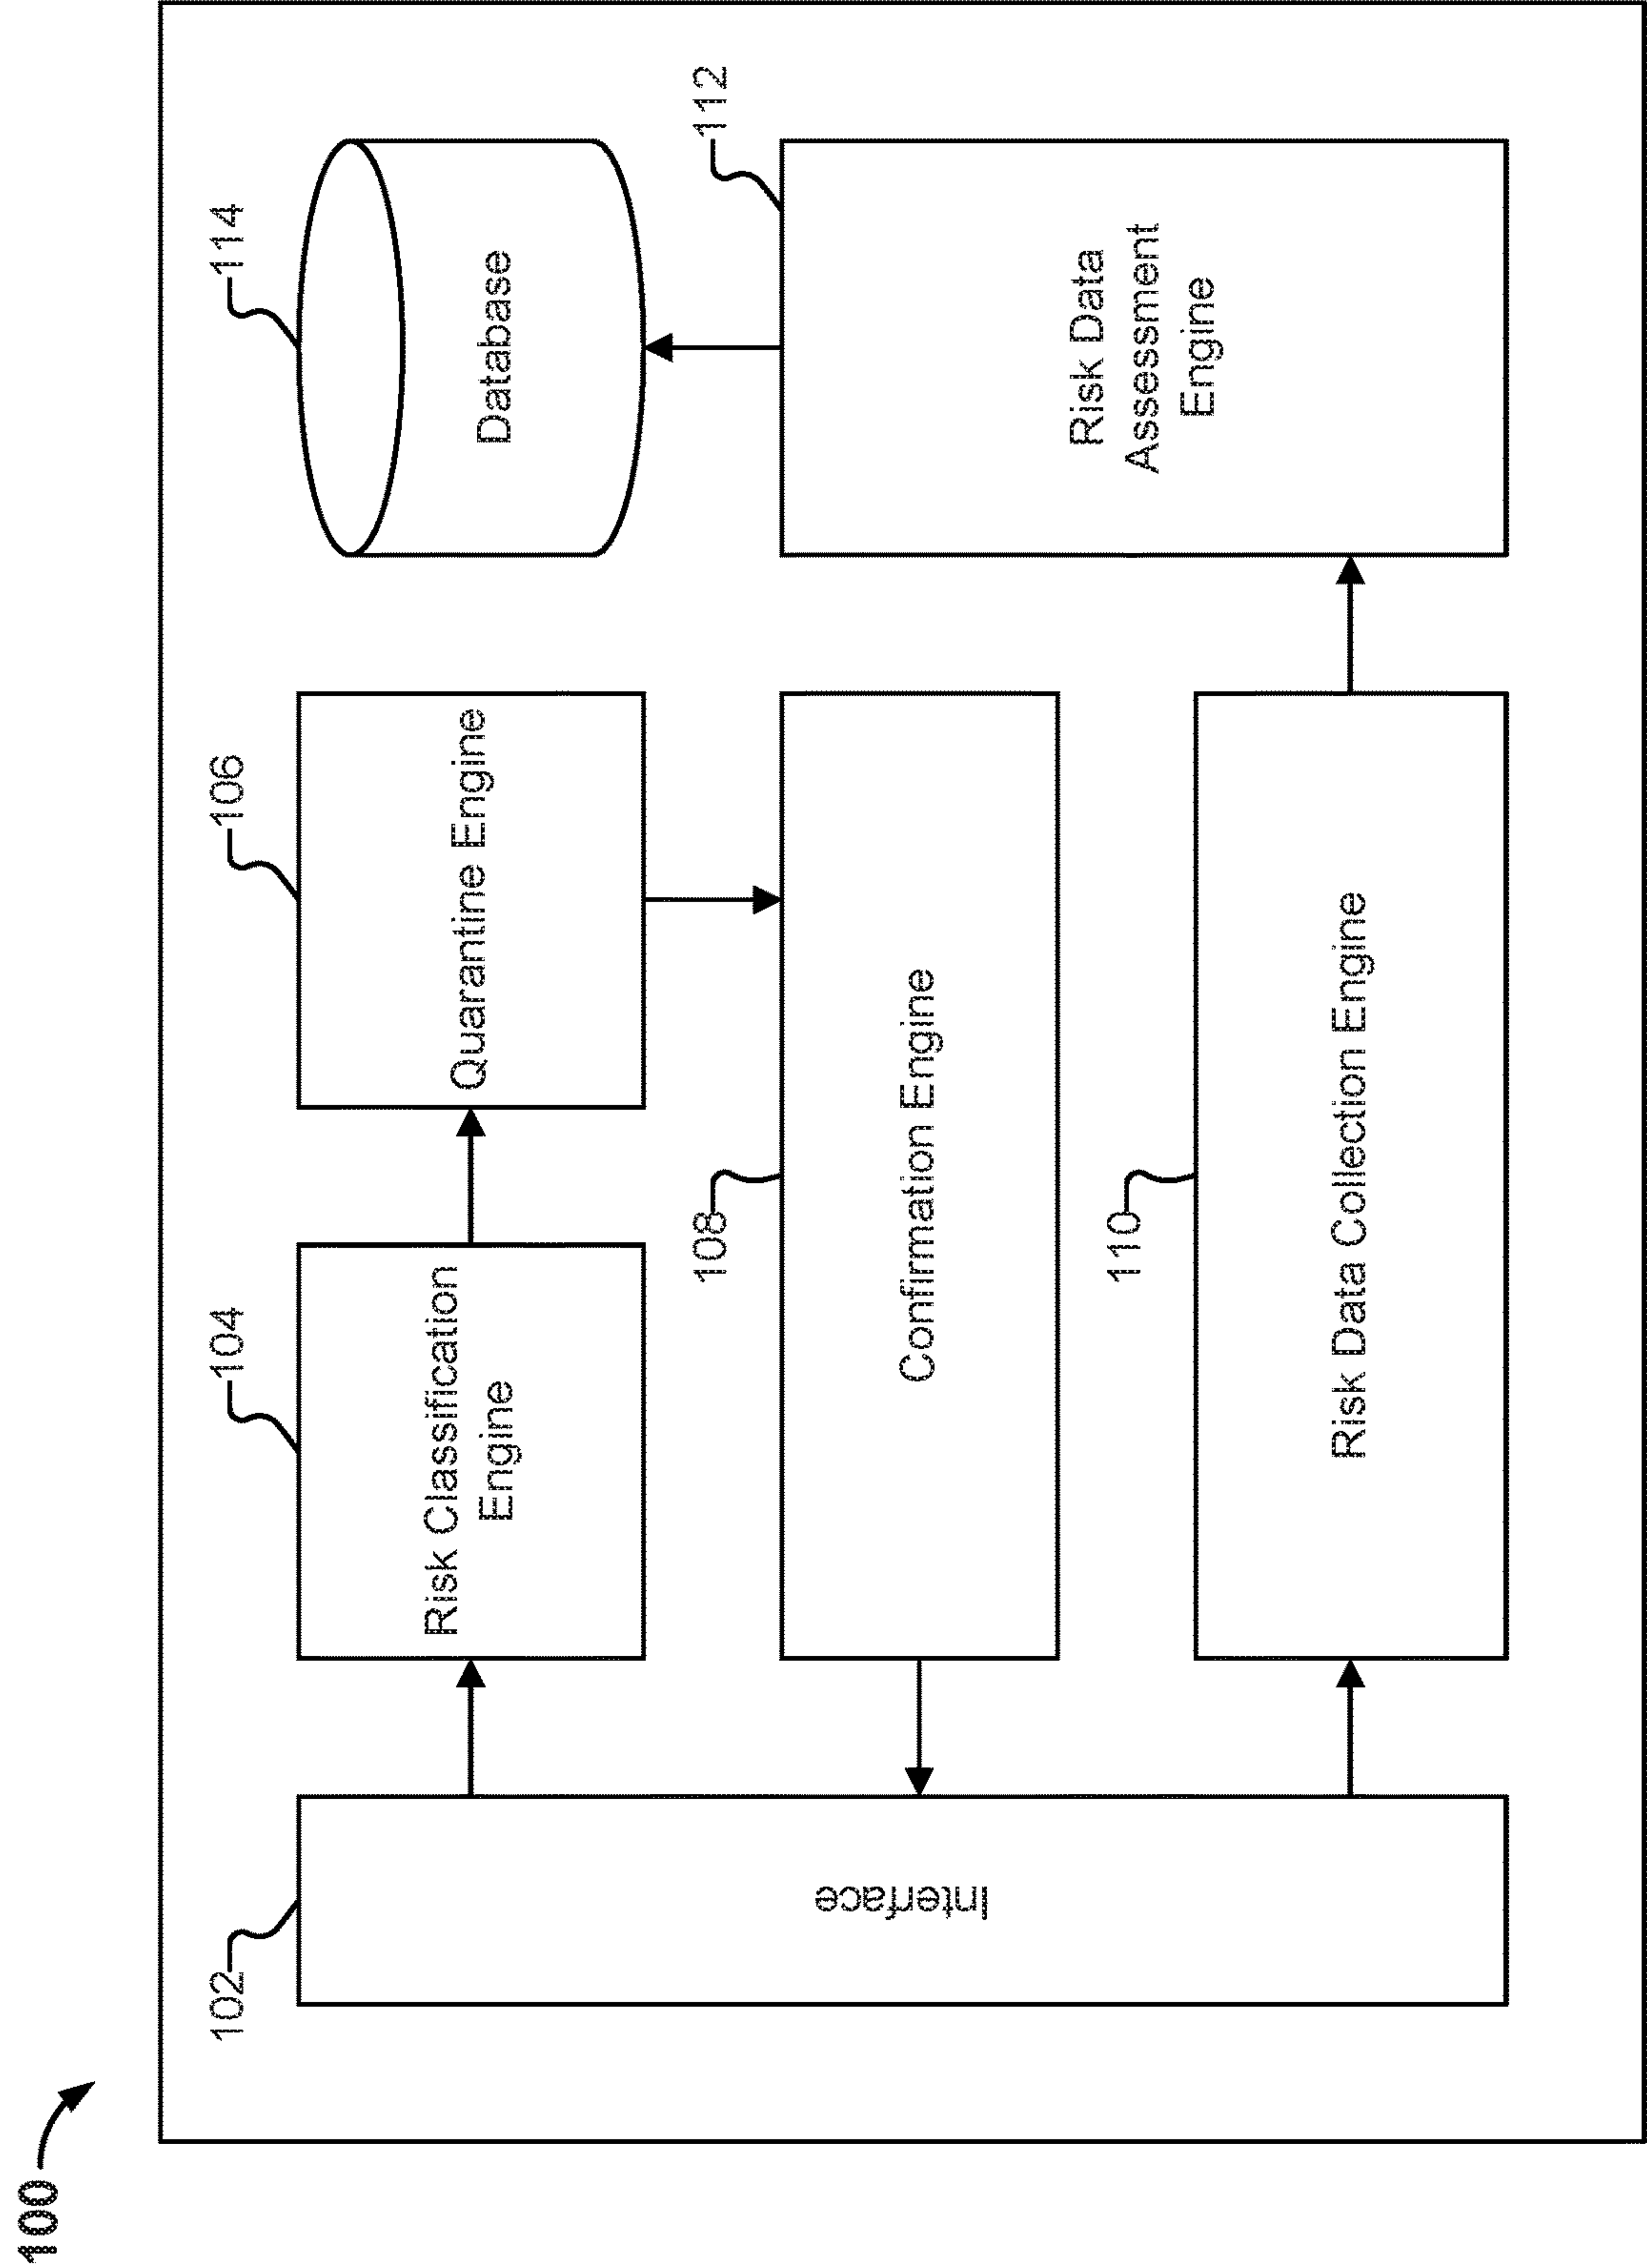 100
102
Interface
104
Risk Classification
Engine
106
Quarantine Engine
114
Database
108
Confirmation Engine
112
Risk Data
Assessment
Engine
110
Risk Data Collection Engine